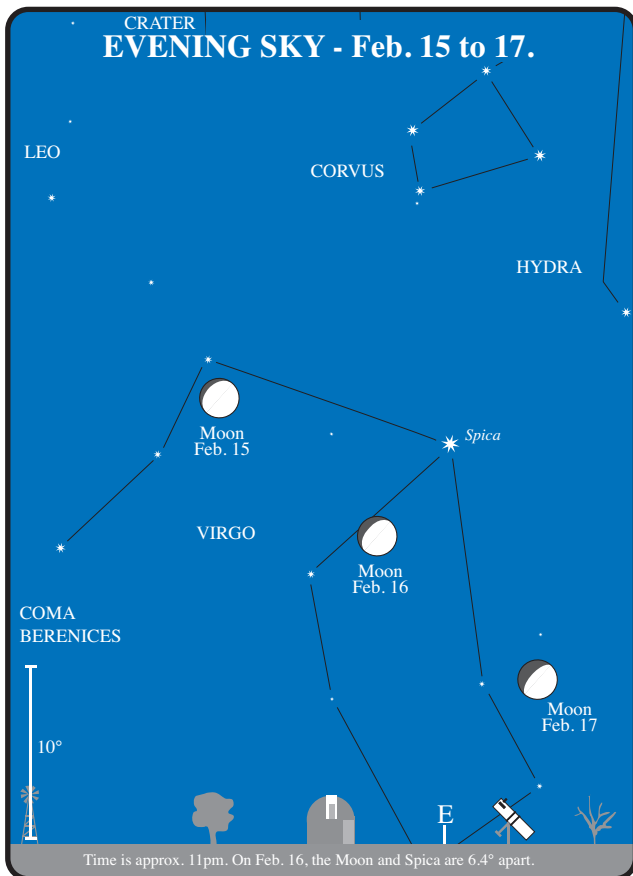 CRATER
EVENING SKY - Feb. 15 to 17.
LEO
CORVUS
HYDRA
Spica
Moon
Feb. 15
VIRGO
Moon
Feb. 16
COMA
BERENICES
Moon
Feb. 17
10°
E
Time is approx. 11pm. On Feb. 16, the Moon and Spica are 6.4° apart.